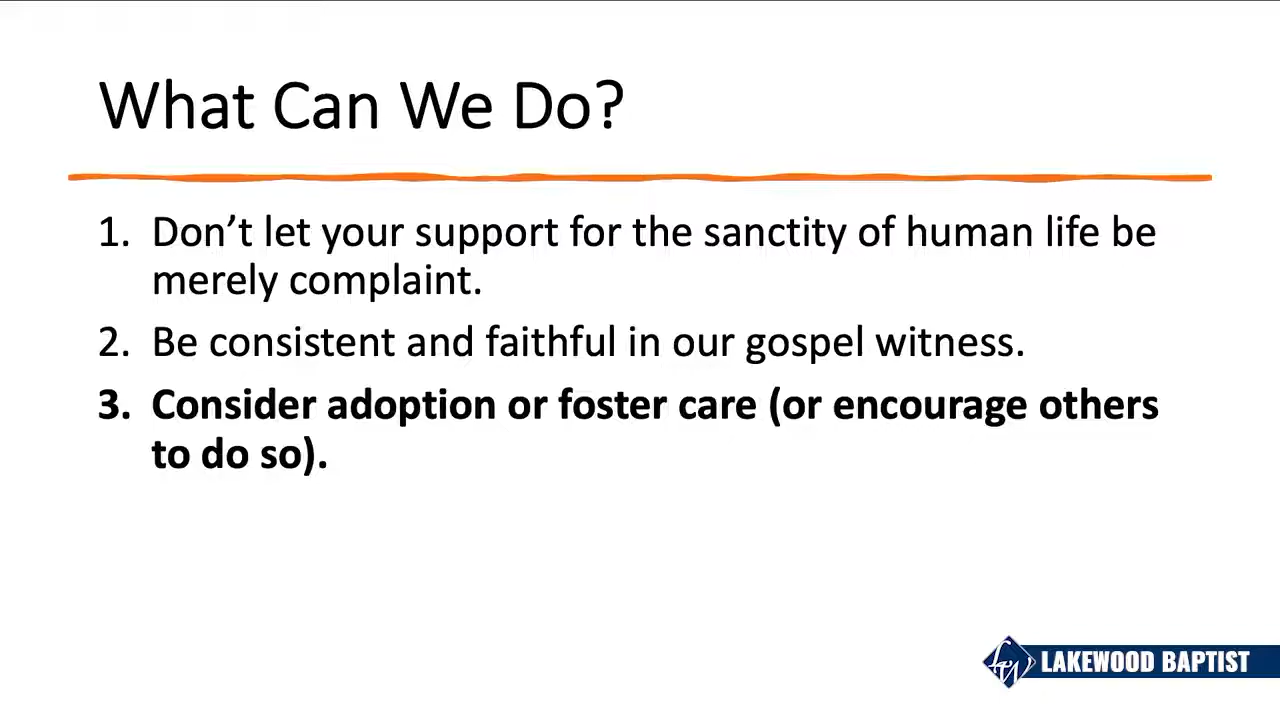 What Can We Do?
1. Don’t let your support for the sanctity of human life be
merely complaint.
2. Be consistent and faithful in our gospel witness.
3. Consider adoption or foster care (or encourage others
to do so).
LAKEWOOD BAPTIST